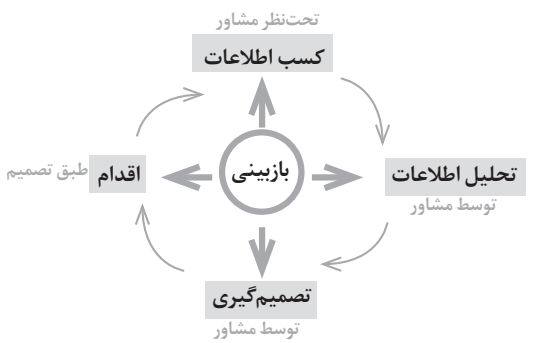 تحت‌نظر مشاور
کسب اطلاعات
تحلیل اطلاعات
توسط مشاور
بازبینی
اقدام
طبق تصمیم
تصمیم‌گیری
توسط مشاور